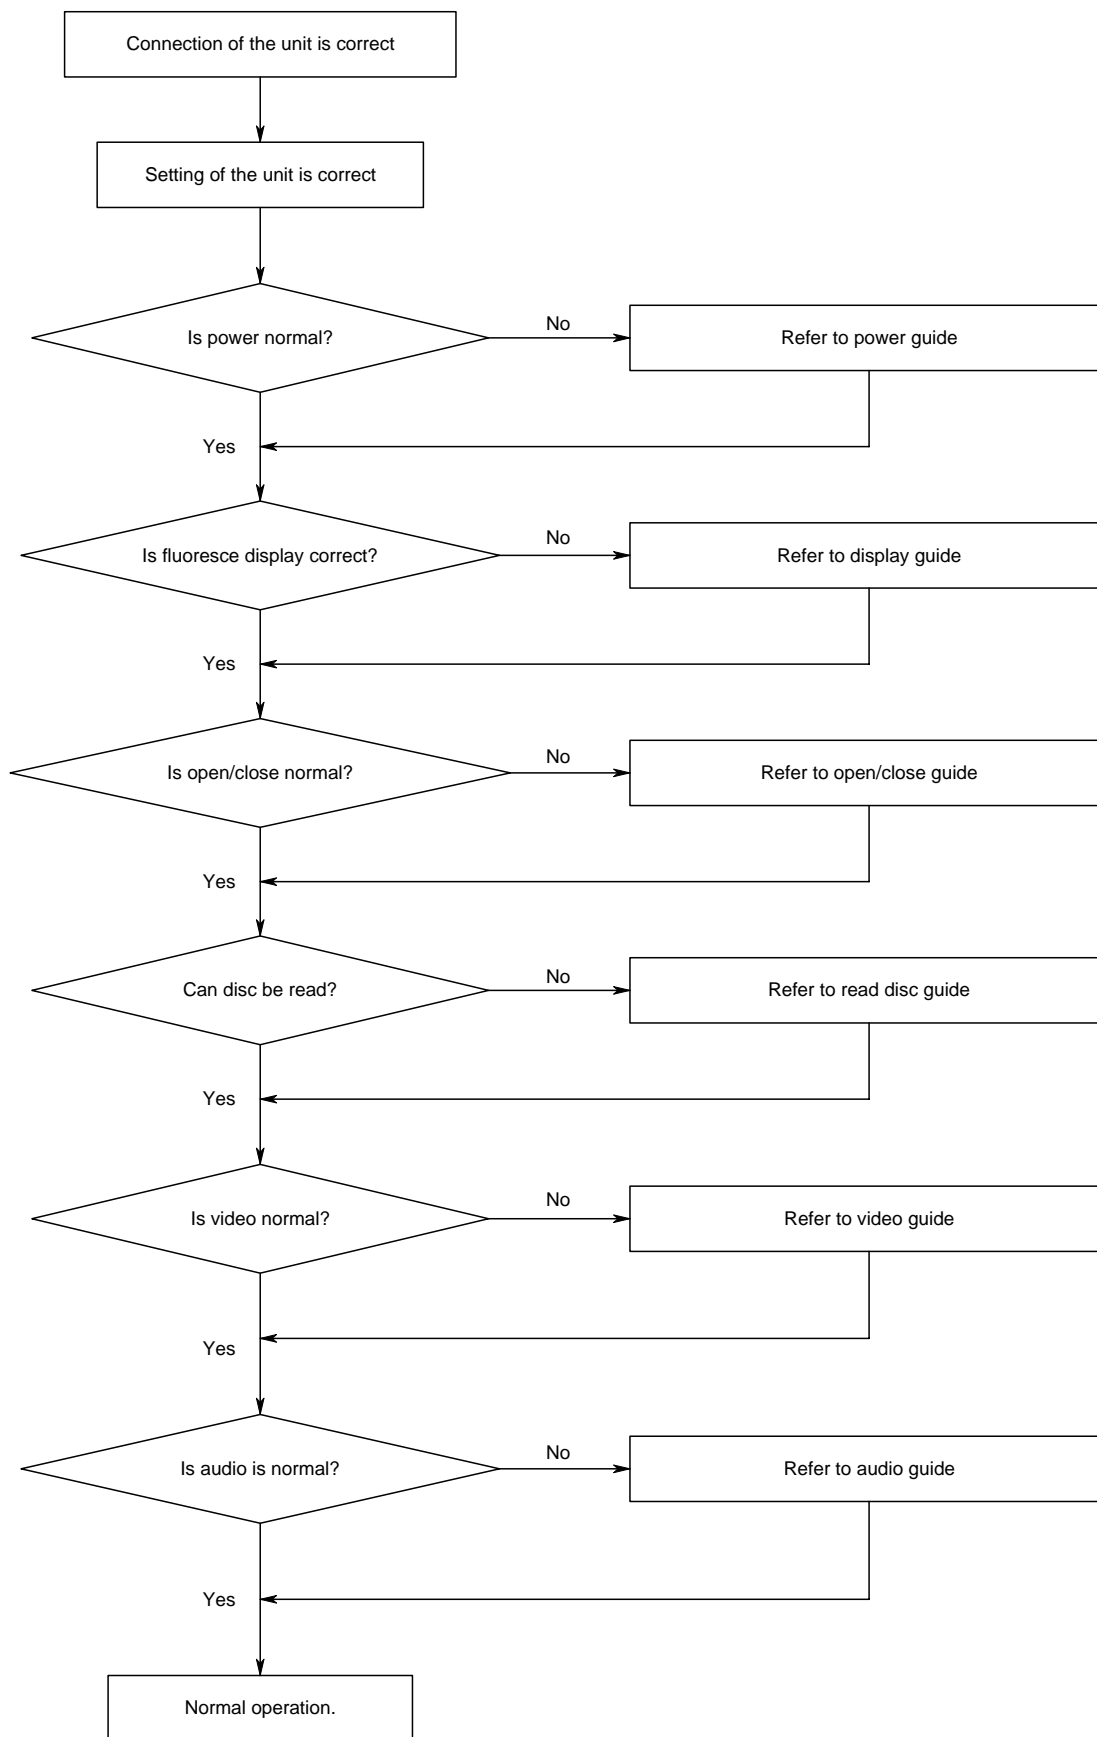 Connection of the unit is correct
Setting of the unit is correct
Is power normal?
No
Refer to power guide
Yes
Is fluoresce display correct?
No
Refer to display guide
Yes
Is open/close normal?
No
Refer to open/close guide
Yes
Can disc be read?
No
Refer to read disc guide
Yes
Is video normal?
No
Refer to video guide
Yes
Is audio is normal?
No
Refer to audio guide
Yes
Normal operation.